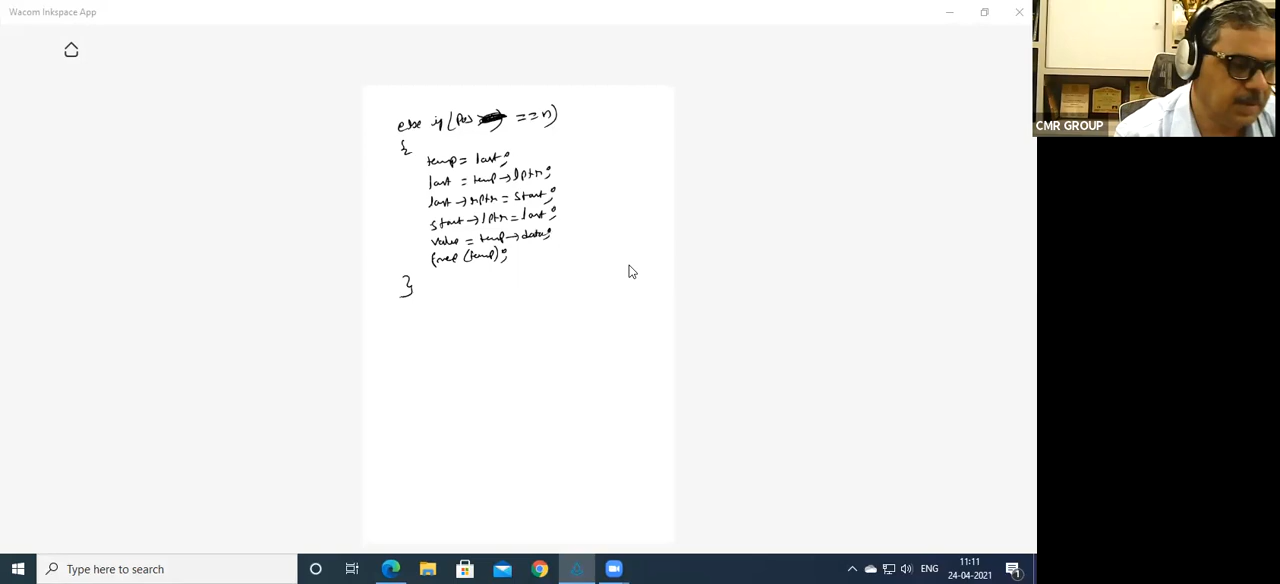 Wacom Inkspace App
CMR GROUP
else if (pos == n)
{
temp = last;
last = temp → lptr;
last → rptr = start;
start → lptr = last;
value = temp → data;
free (temp);
}
Type here to search
ENG
11:11
24-04-2021
1